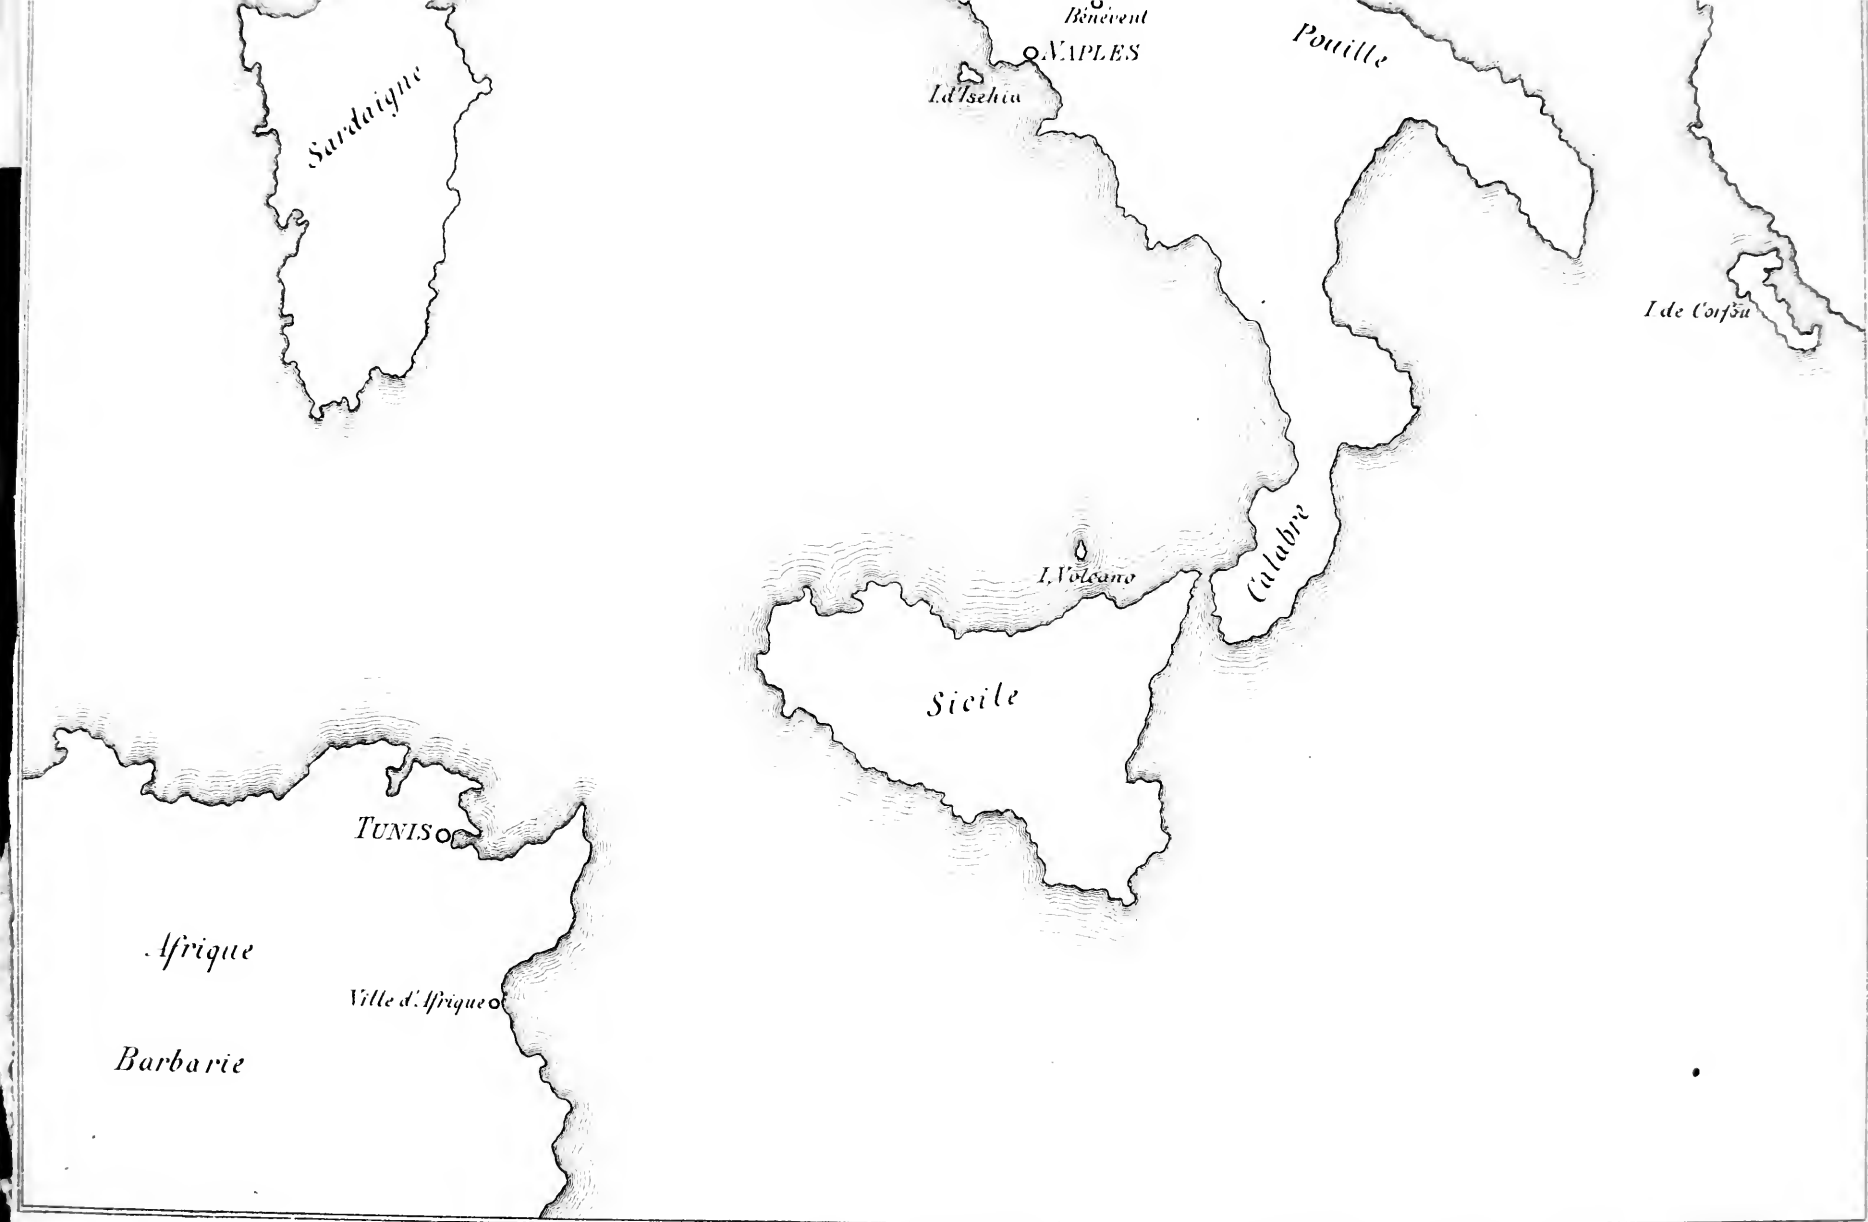 Bénévent
NAPLES
Pouille
I. d'Ischia
Sardaigne
I. de Corfou
Calabre
I. Volcano
Sicile
TUNIS
Afrique
Ville d'Afrique
Barbarie